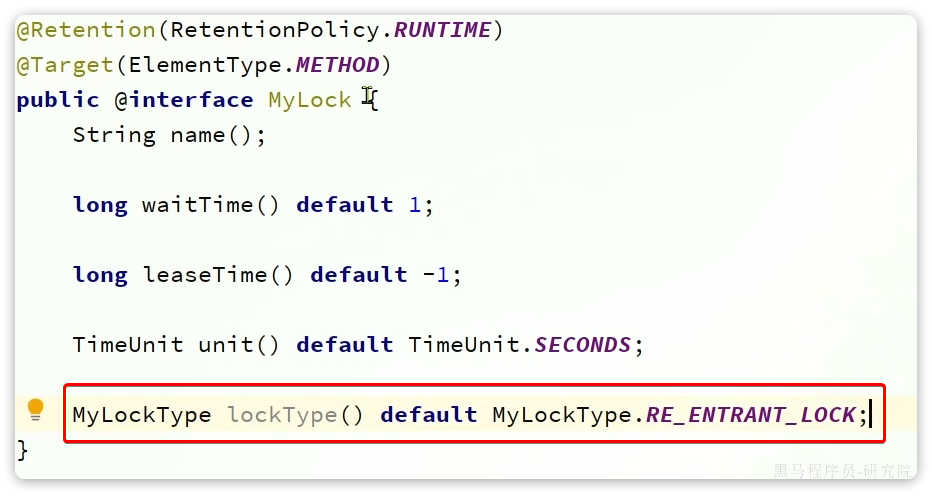 @Retention(RetentionPolicy.RUNTIME)
@Target(ElementType.METHOD)
public @interface MyLock {
    String name();
    long waitTime() default 1;
    long leaseTime() default -1;
    TimeUnit unit() default TimeUnit.SECONDS;
    MyLockType lockType() default MyLockType.RE_ENTRANT_LOCK;
}
黑马程序员-研究院